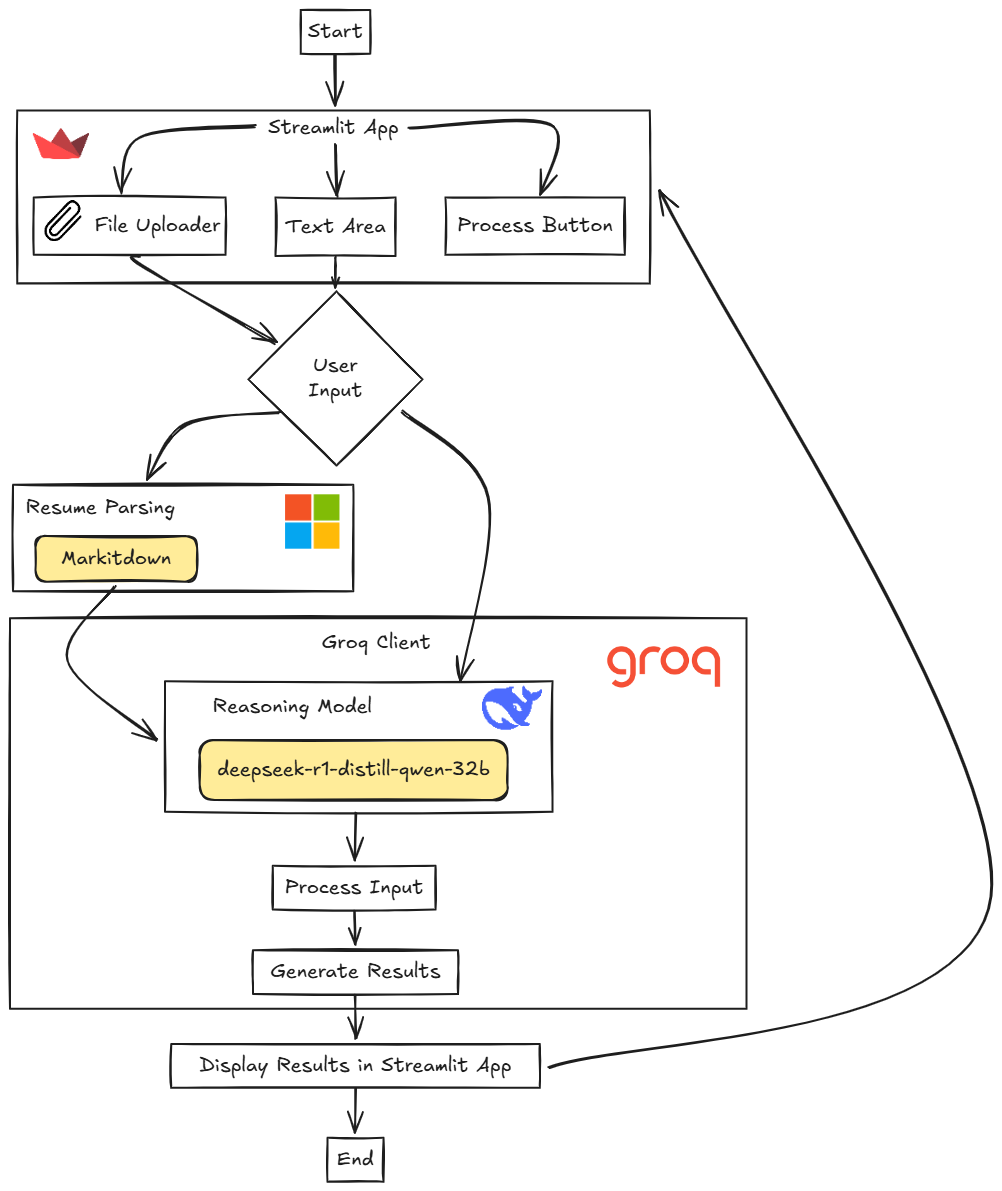 Start
Streamlit App
File Uploader
Text Area
Process Button
User
Input
Resume Parsing
Markitdown
Groq Client
groq
Reasoning Model
deepseek-r1-distill-qwen-32b
Process Input
Generate Results
Display Results in Streamlit App
End